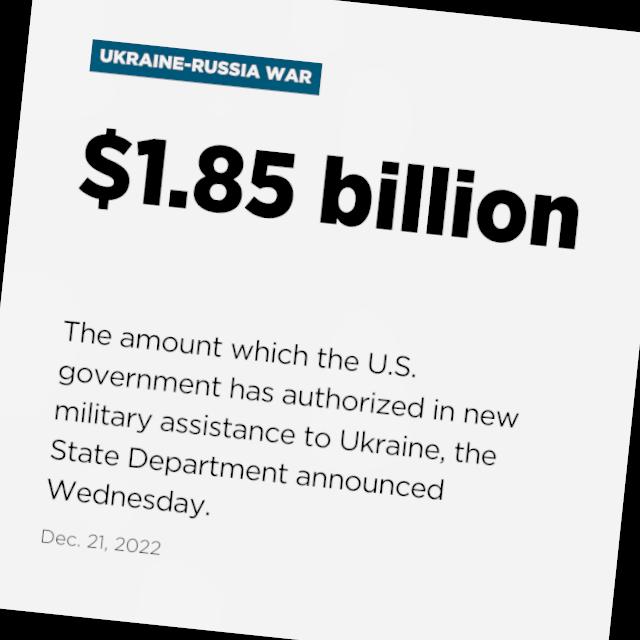 UKRAINE-RUSSIA WAR
$1.85 billion
The amount which the U.S.
government has authorized in new
military assistance to Ukraine, the
State Department announced
Wednesday.
Dec. 21, 2022